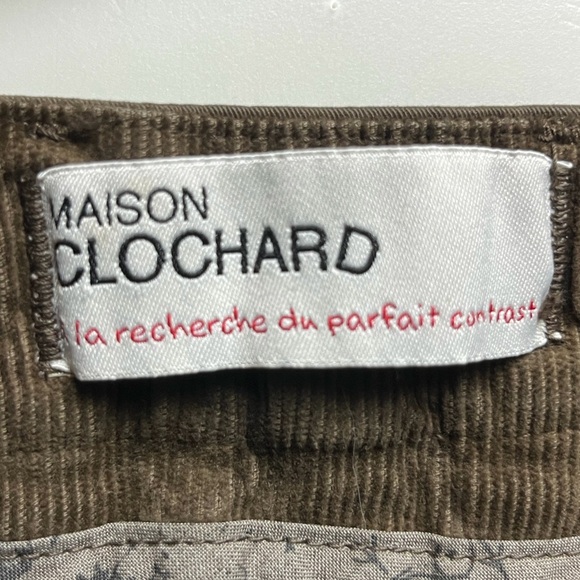 MAISON
CLOCHARD
à la recherche du parfait contrast